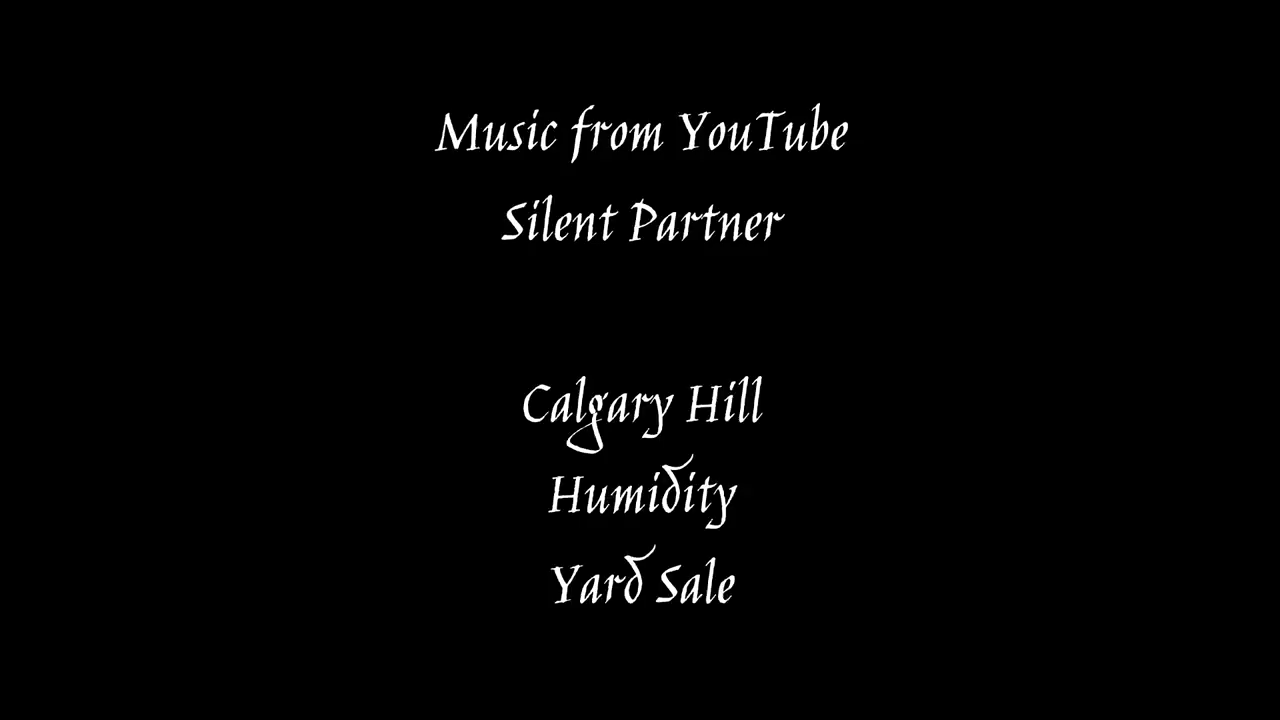 Music from YouTube
Silent Partner
Calgary Hill
Humidity
Yard Sale